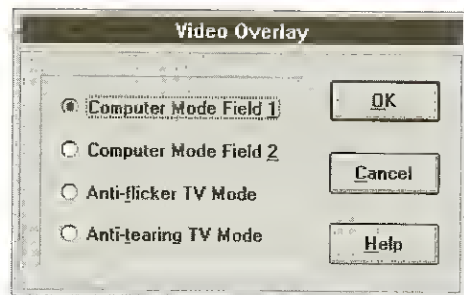 Video Overlay
Computer Mode Field 1
Computer Mode Field 2
Anti-flicker TV Mode
Anti-tearing TV Mode
OK
Cancel
Help